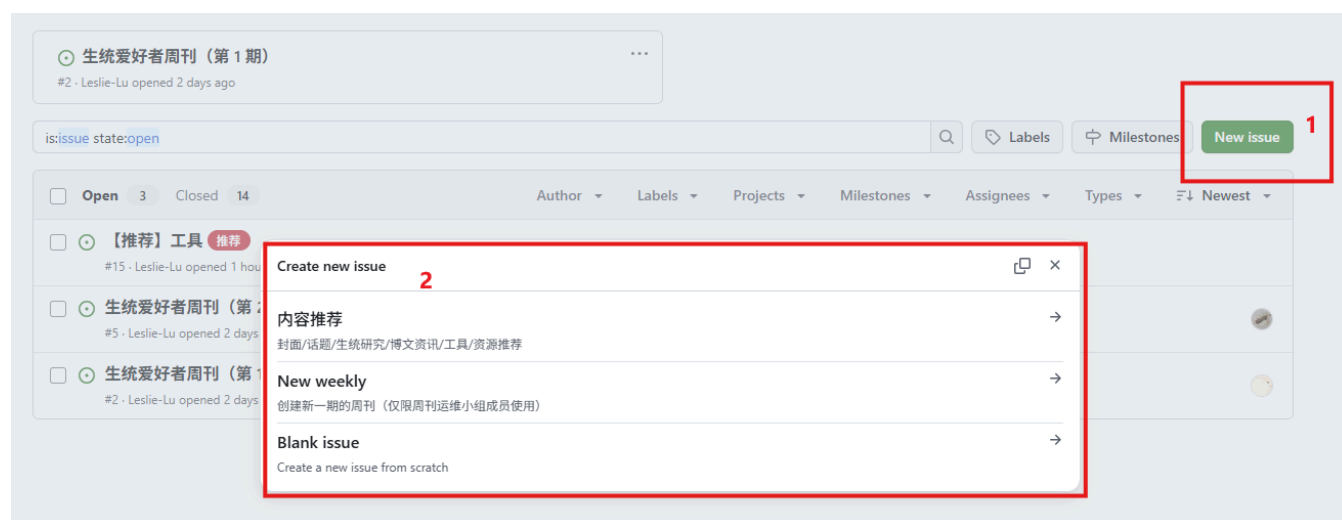 生统爱好者周刊（第 1 期）
#2 · Leslie-Lu opened 2 days ago
is:issue state:open
Labels
Milestones
New issue
1
Open 3 Closed 14
Author Labels Projects Milestones Assignees Types Newest
【推荐】工具 推荐
#15 · Leslie-Lu opened 1 hou
生统爱好者周刊（第 2
#5 · Leslie-Lu opened 2 days
生统爱好者周刊（第 1
#2 · Leslie-Lu opened 2 days
Create new issue
2
内容推荐
封面/话题/生统研究/博文资讯/工具/资源推荐
New weekly
创建新一期的周刊（仅限周刊运维小组成员使用）
Blank issue
Create a new issue from scratch